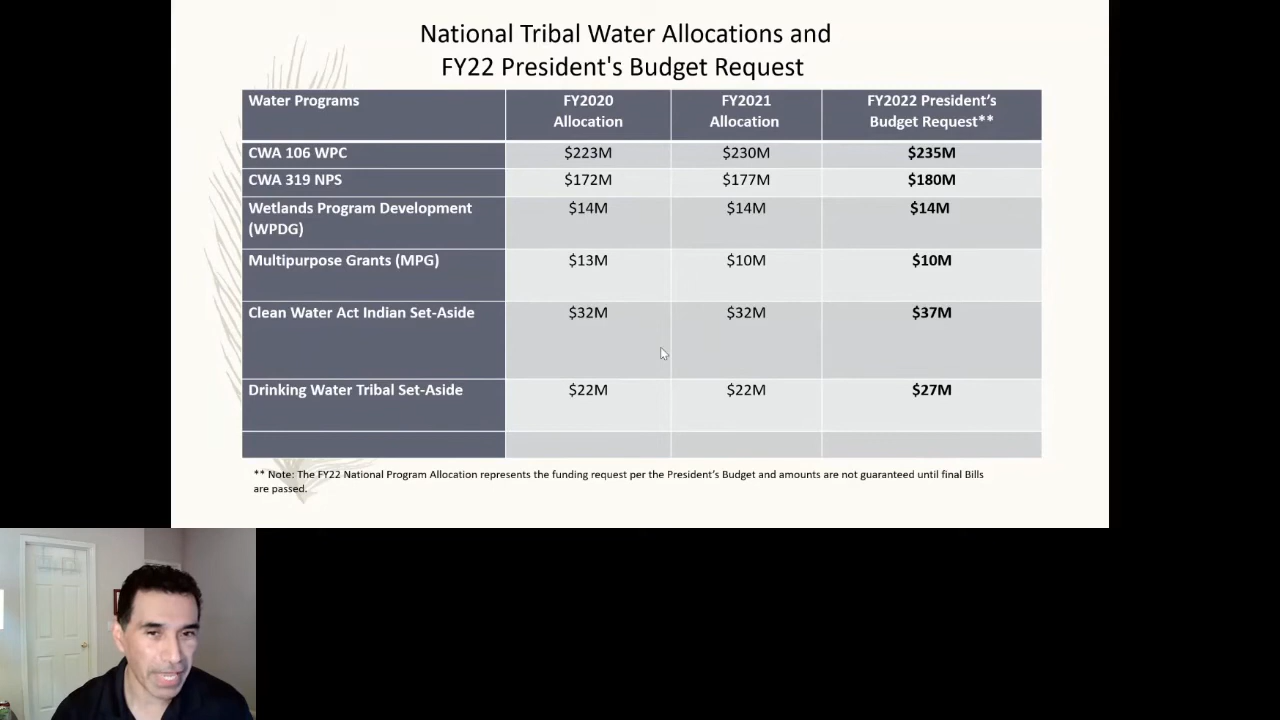 National Tribal Water Allocations and
FY22 President's Budget Request
Water Programs FY2020 Allocation FY2021 Allocation FY2022 President’s Budget Request**
CWA 106 WPC $223M $230M $235M
CWA 319 NPS $172M $177M $180M
Wetlands Program Development (WPDG) $14M $14M $14M
Multipurpose Grants (MPG) $13M $10M $10M
Clean Water Act Indian Set-Aside $32M $32M $37M
Drinking Water Tribal Set-Aside $22M $22M $27M
** Note: The FY22 National Program Allocation represents the funding request per the President’s Budget and amounts are not guaranteed until final Bills
are passed.